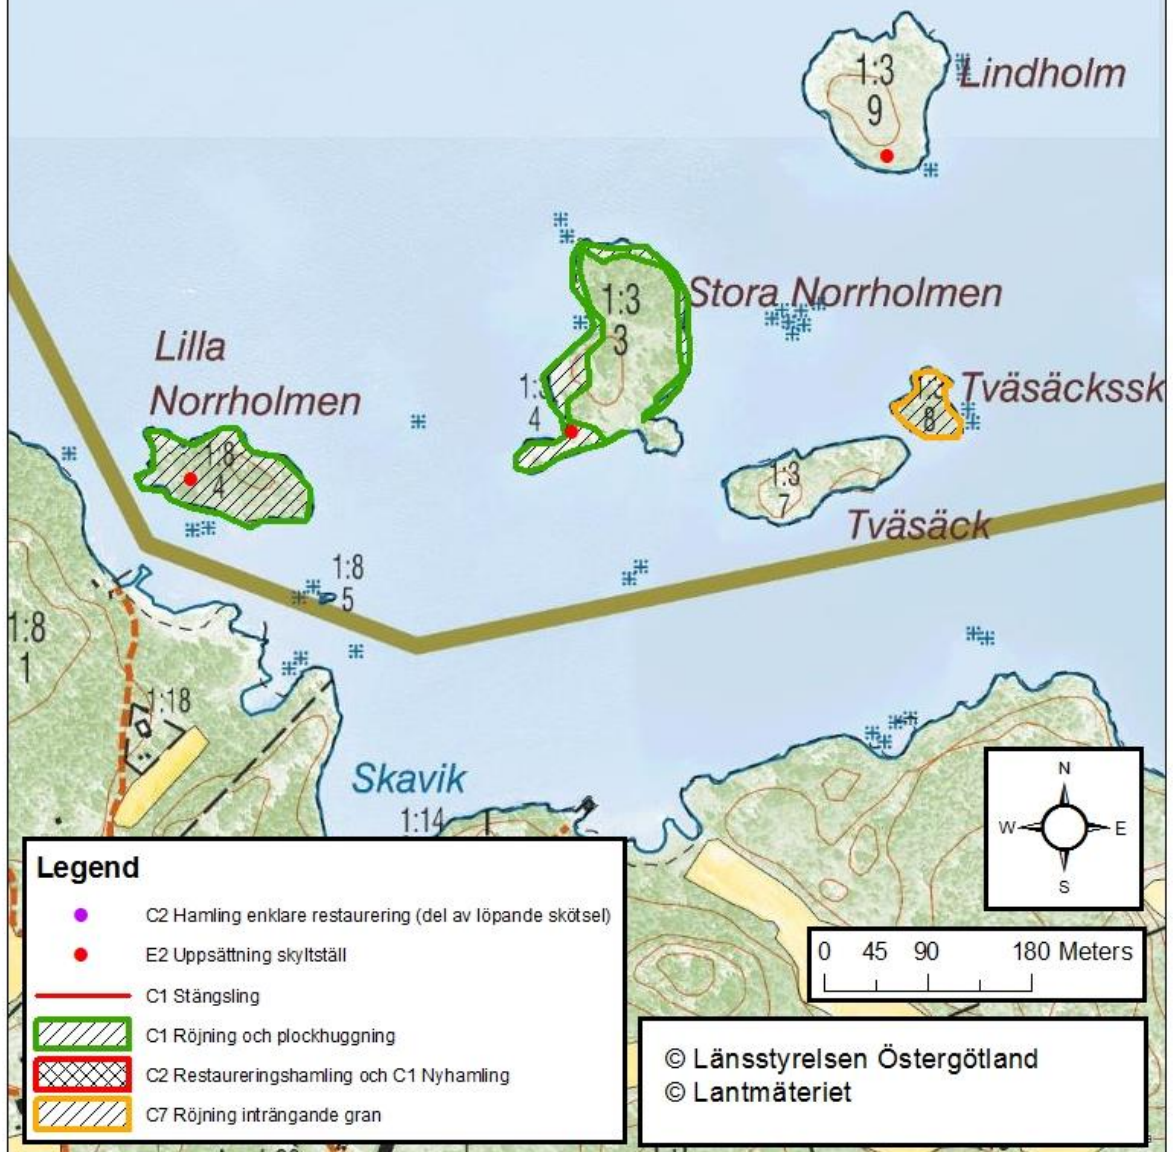 1:3
9
Lindholm
1:3
3
Stora Norrholmen
Lilla
Norrholmen
4
Tväsäckssk
8
1:8
4
1:3
7
Tväsäck
1:8
5
1:8
1
1:18
Skavik
1:14
N
W
E
S
Legend
C2 Hamling enklare restaurering (del av löpande skötsel)
E2 Uppsättning skyltställ
C1 Stängsling
C1 Röjning och plockhuggning
C2 Restaureringshamling och C1 Nyhamling
C7 Röjning inträngande gran
0 45 90 180 Meters
© Länsstyrelsen Östergötland
© Lantmäteriet